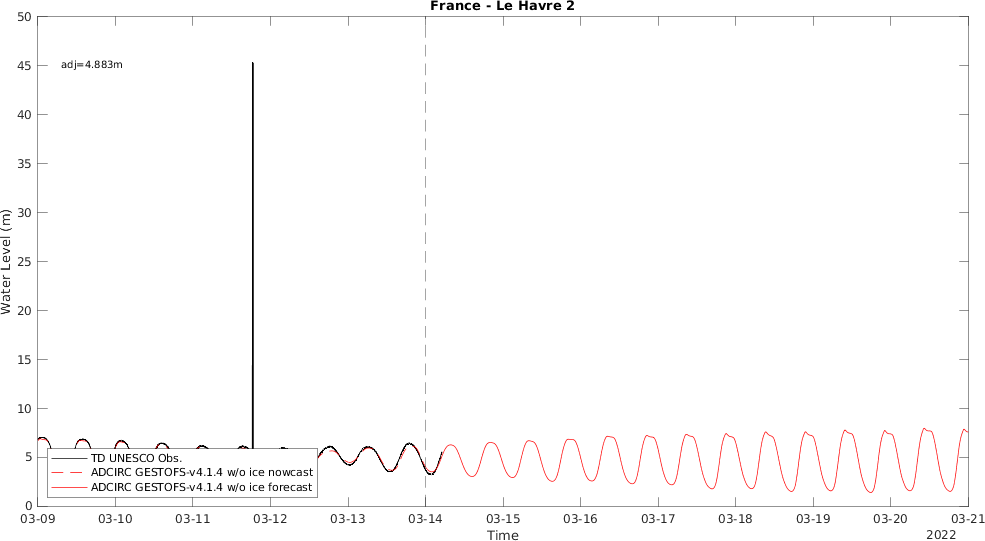 France - Le Havre 2
50
45
40
35
30
25
20
15
10
5
0
Water Level (m)
adj=4.883m
TD UNESCO Obs.
ADCIRC GESTOFS-v4.1.4 w/o ice nowcast
ADCIRC GESTOFS-v4.1.4 w/o ice forecast
03-09 03-10 03-11 03-12 03-13 03-14 03-15 03-16 03-17 03-18 03-19 03-20 03-21
Time
2022